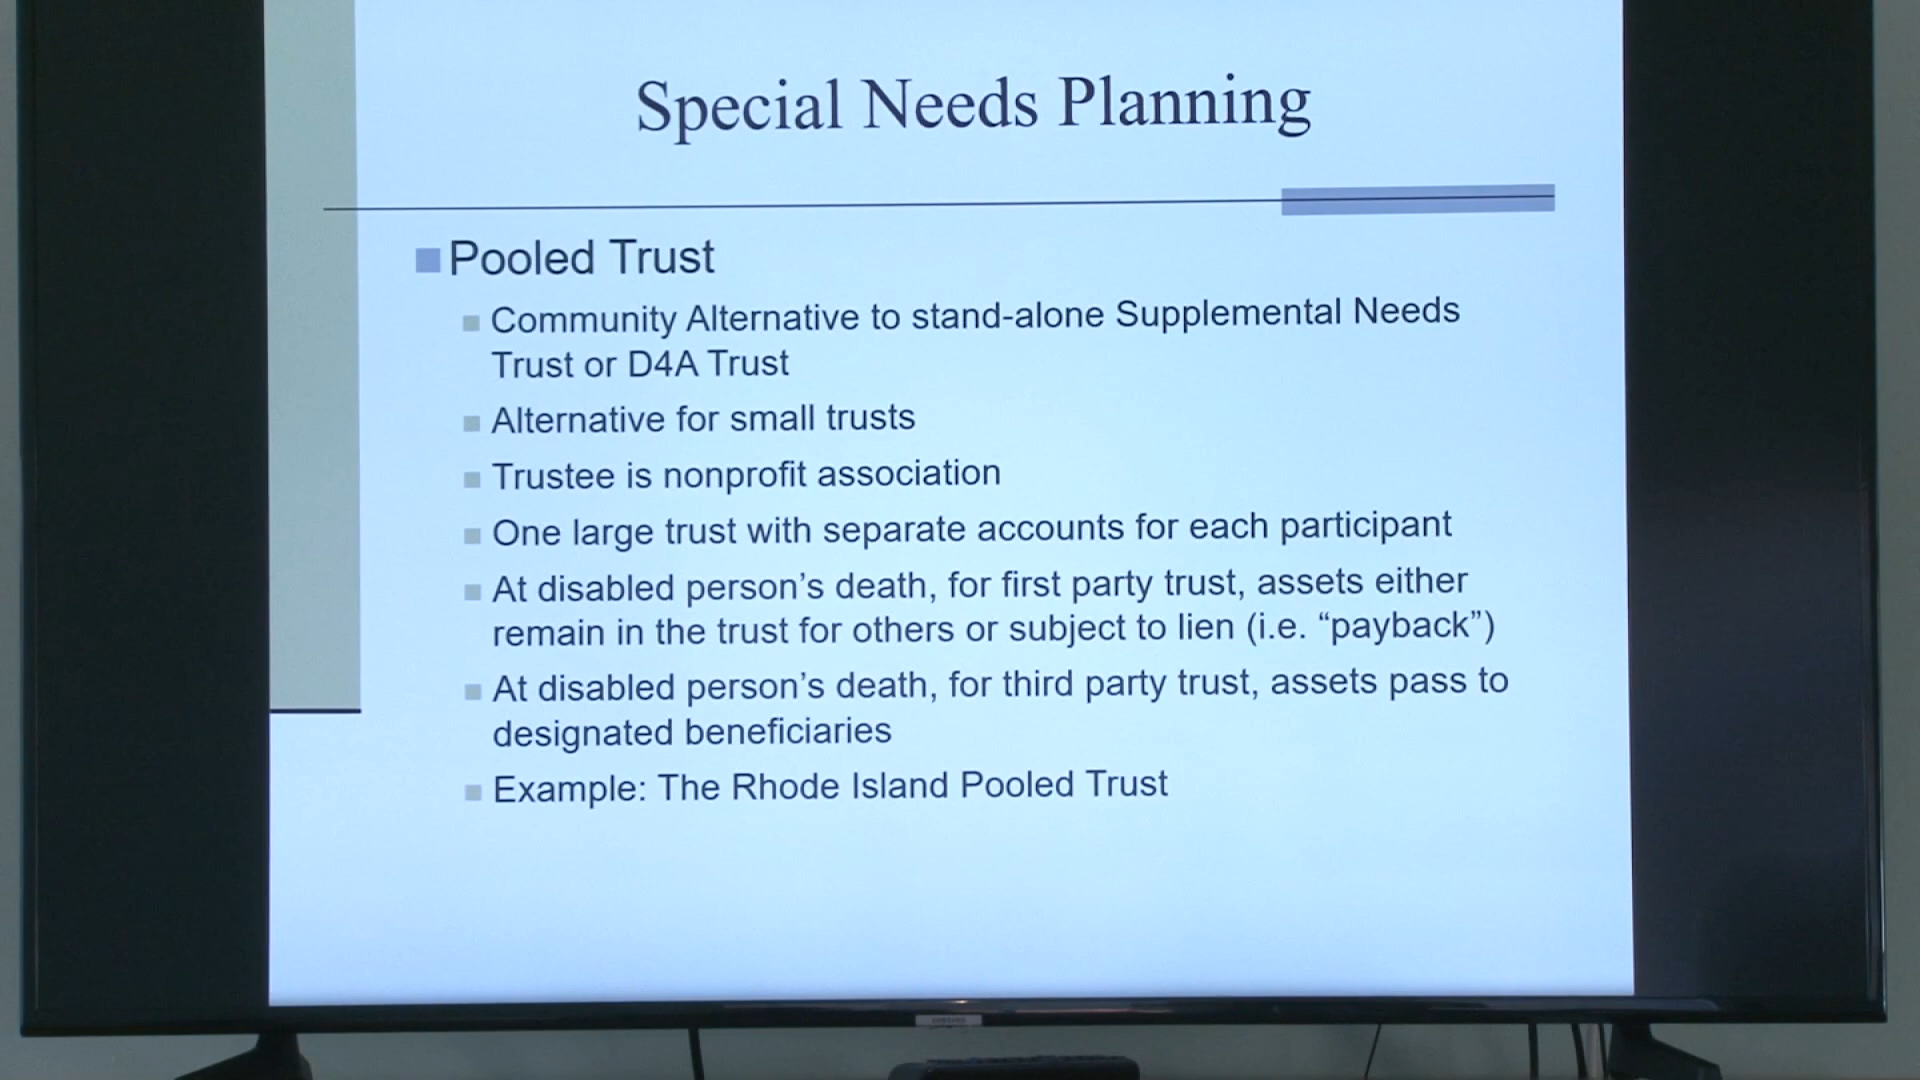 Special Needs Planning
Pooled Trust
Community Alternative to stand-alone Supplemental Needs
Trust or D4A Trust
Alternative for small trusts
Trustee is nonprofit association
One large trust with separate accounts for each participant
At disabled person’s death, for first party trust, assets either
remain in the trust for others or subject to lien (i.e. “payback”)
At disabled person’s death, for third party trust, assets pass to
designated beneficiaries
Example: The Rhode Island Pooled Trust
SAMSUNG